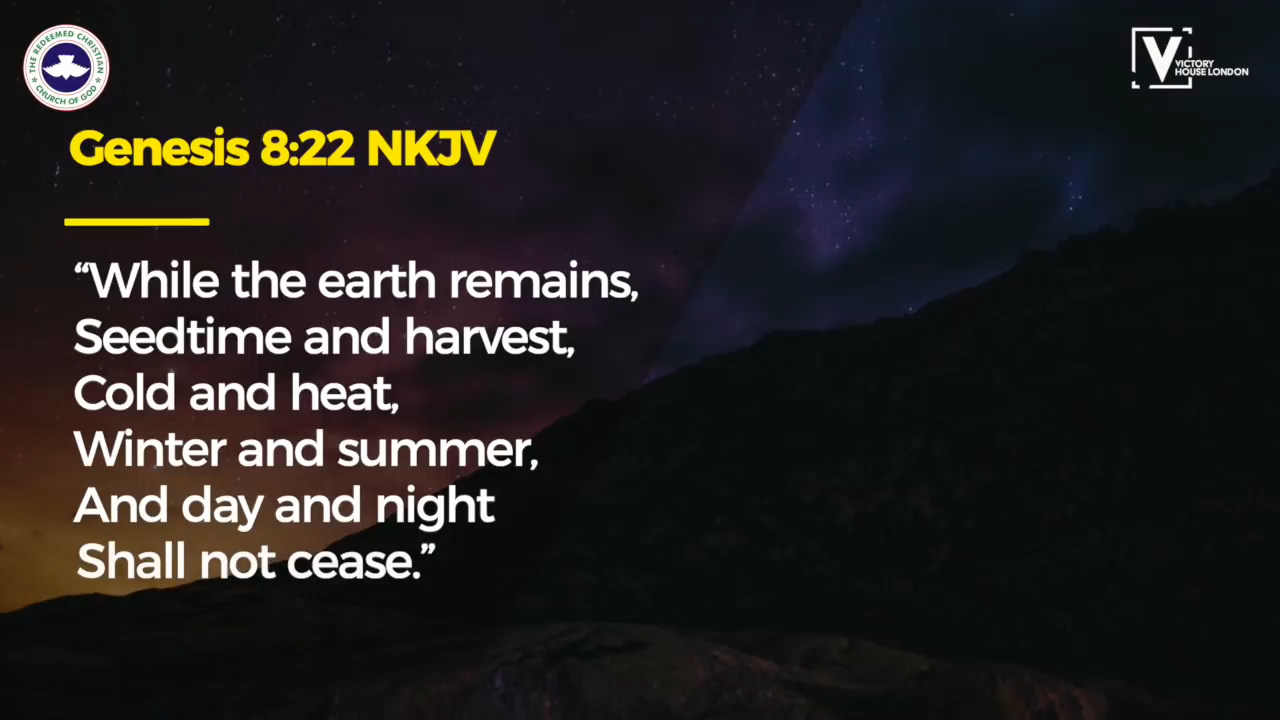 THE REDEEMED CHRISTIAN
CHURCH OF GOD
VICTORY
HOUSE LONDON
Genesis 8:22 NKJV
“While the earth remains,
Seedtime and harvest,
Cold and heat,
Winter and summer,
And day and night
Shall not cease.”